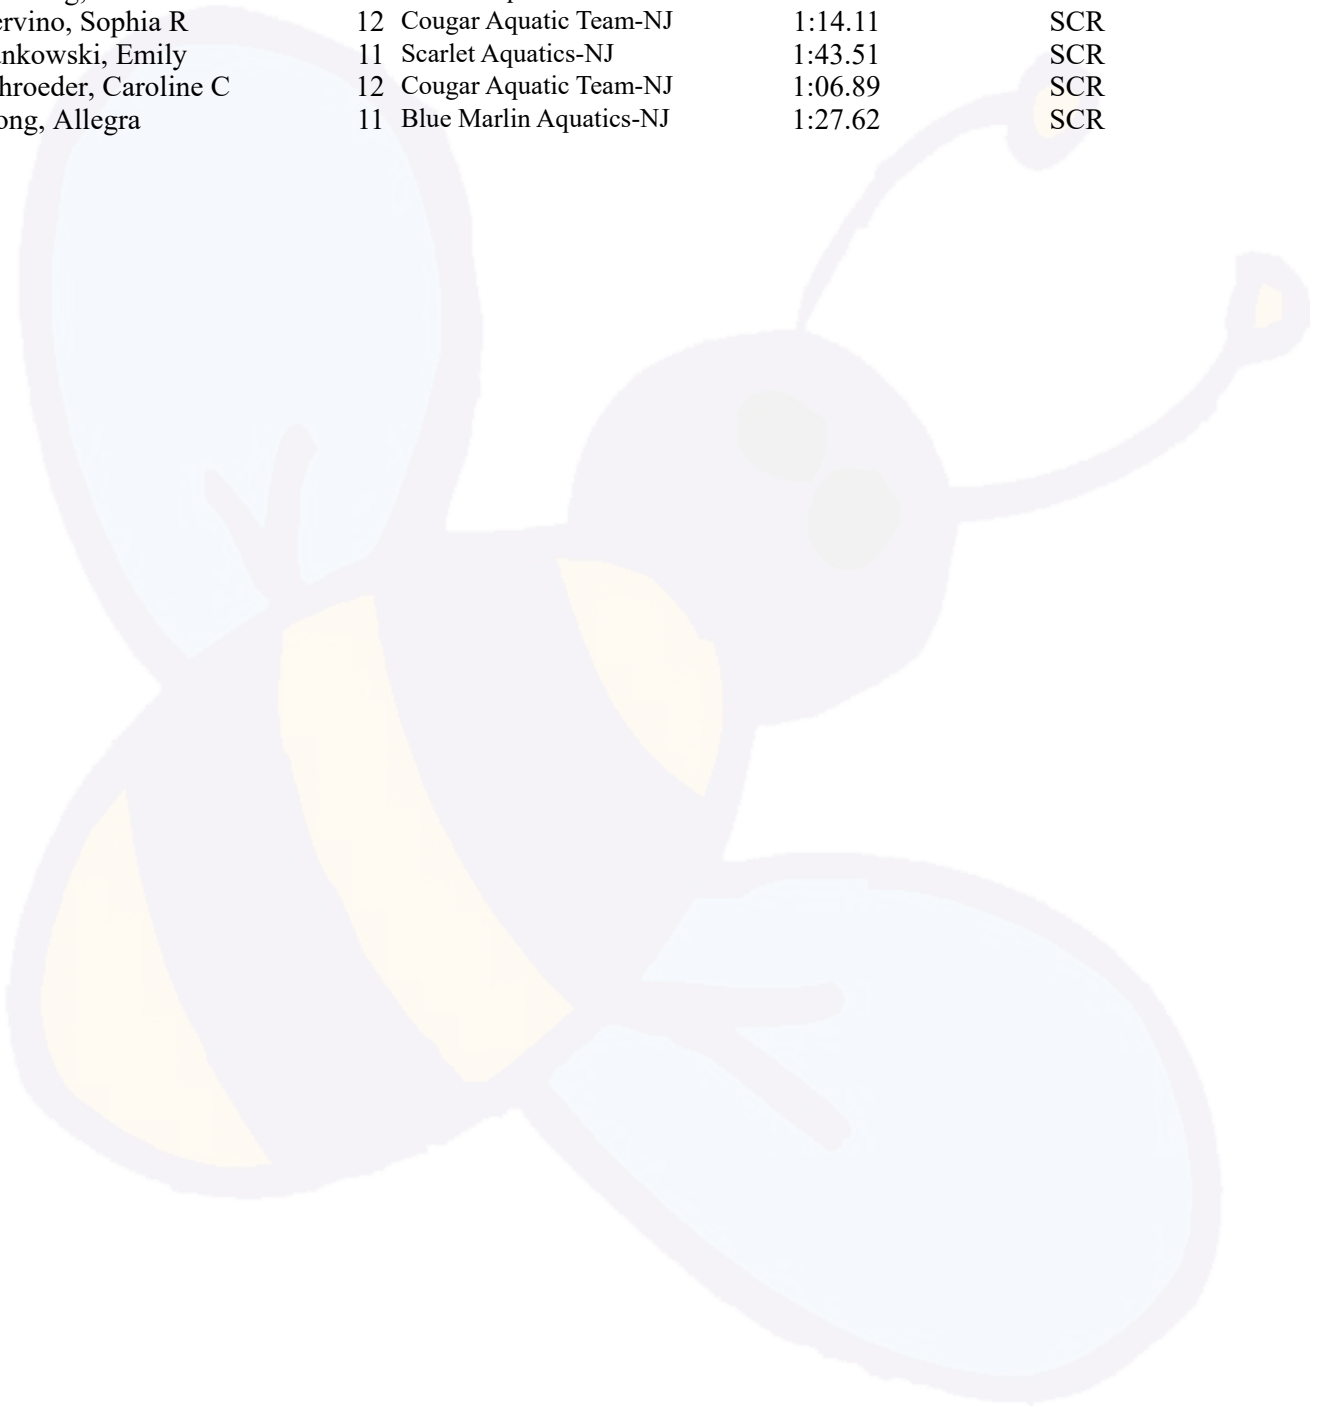 ervino, Sophia R 12 Cougar Aquatic Team-NJ 1:14.11 SCR
nkowski, Emily 11 Scarlet Aquatics-NJ 1:43.51 SCR
hroeder, Caroline C 12 Cougar Aquatic Team-NJ 1:06.89 SCR
ong, Allegra 11 Blue Marlin Aquatics-NJ 1:27.62 SCR